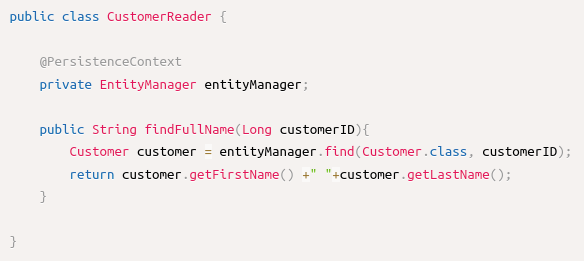 public class CustomerReader {
    @PersistenceContext
    private EntityManager entityManager;
    public String findFullName(Long customerID){
        Customer customer = entityManager.find(Customer.class, customerID);
        return customer.getFirstName() +" "+customer.getLastName();
    }
}